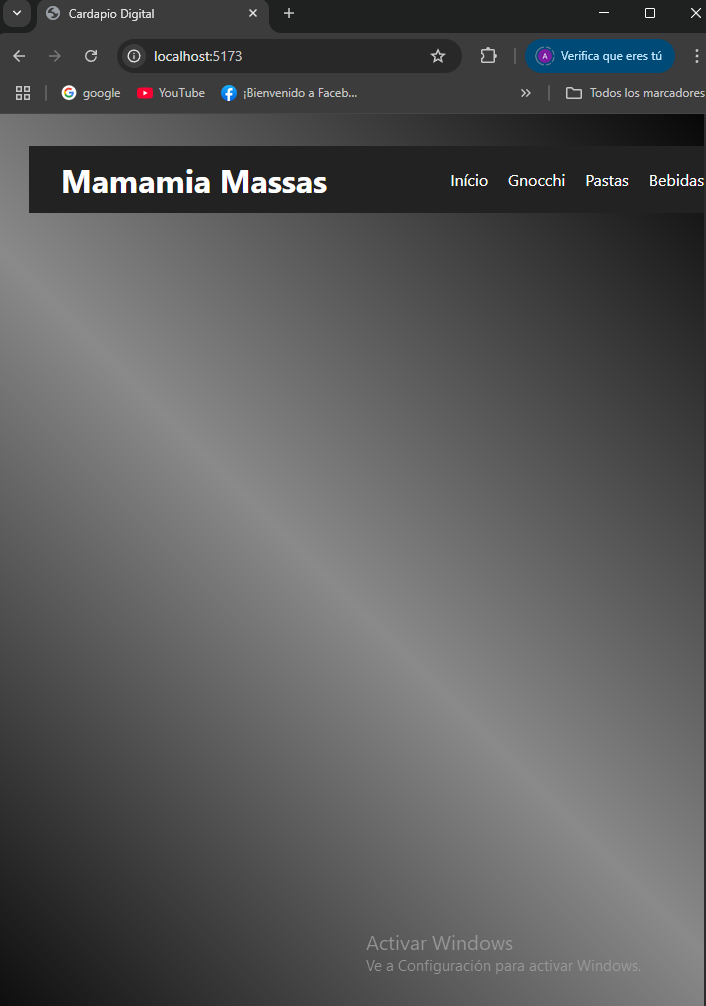 Cardapio Digital
localhost:5173
Verifica que eres tú
google
YouTube
¡Bienvenido a Faceb...
Todos los marcadores
Mamamia Massas
Início
Gnocchi
Pastas
Bebidas
Activar Windows
Ve a Configuración para activar Windows.